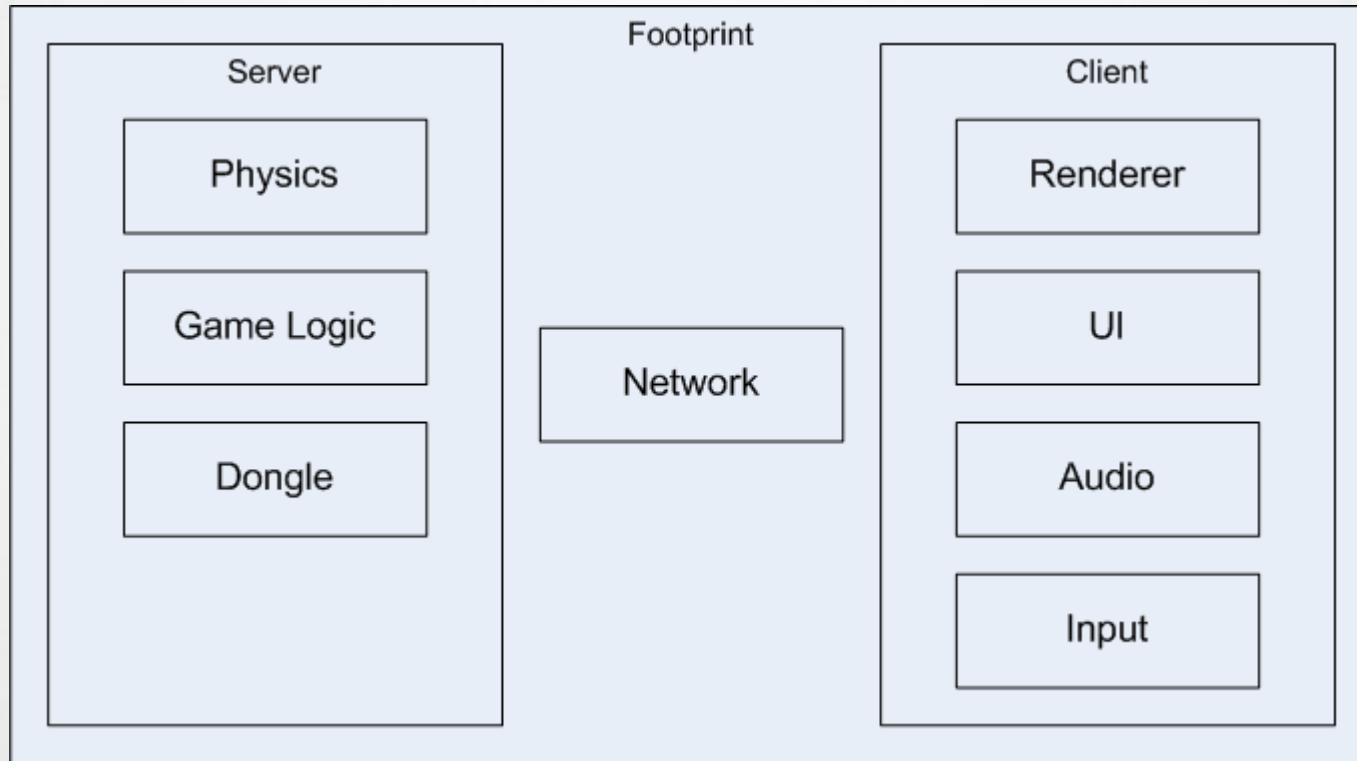 Footprint
Server
Physics
Game Logic
Dongle
Network
Client
Renderer
UI
Audio
Input